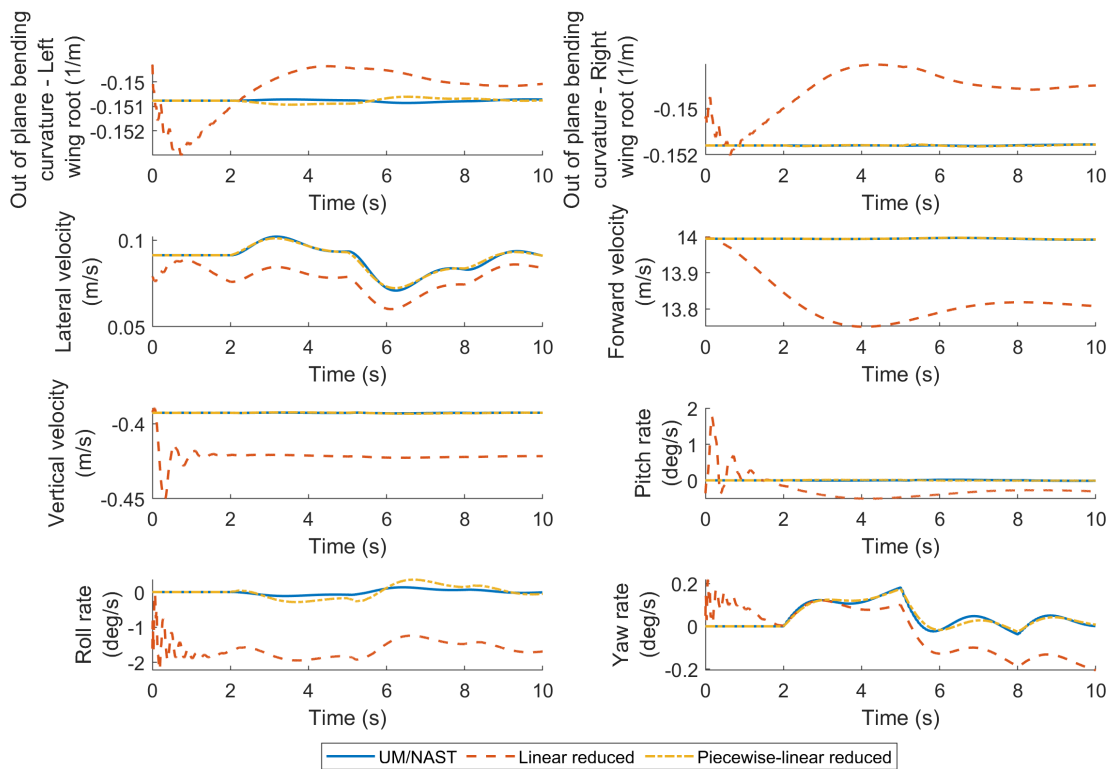 Out of plane bending
curvature - Left
wing root (1/m)
-0.15
-0.151
-0.152
0 2 4 6 8 10
Time (s)
Out of plane bending
curvature - Right
wing root (1/m)
-0.15
-0.152
0 2 4 6 8 10
Time (s)
Lateral velocity
(m/s)
0.1
0.05
0 2 4 6 8 10
Time (s)
Forward velocity
(m/s)
14
13.9
13.8
0 2 4 6 8 10
Time (s)
Vertical velocity
(m/s)
-0.4
-0.45
0 2 4 6 8 10
Time (s)
Pitch rate
(deg/s)
2
1
0
0 2 4 6 8 10
Time (s)
Roll rate
(deg/s)
0
-1
-2
0 2 4 6 8 10
Time (s)
Yaw rate
(deg/s)
0.2
0
-0.2
0 2 4 6 8 10
Time (s)
UM/NAST Linear reduced Piecewise-linear reduced